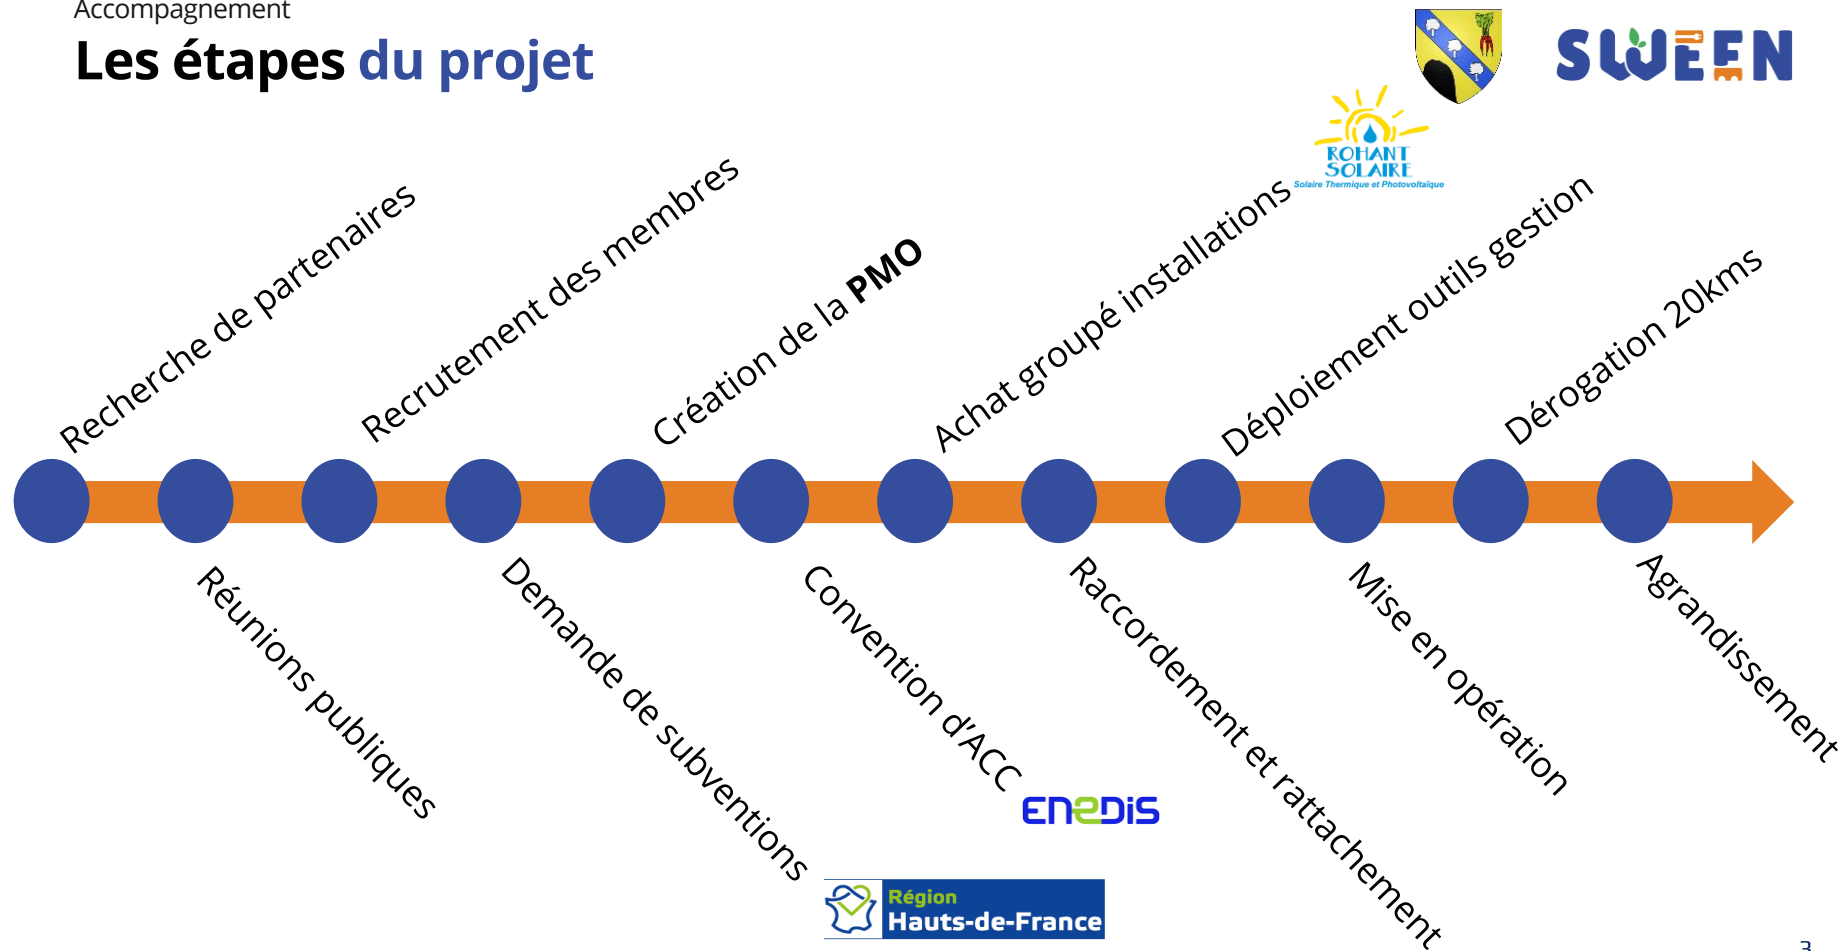 Accompagnement
Les étapes du projet
SWEEN
ROHANT
SOLAIRE
Solaire Thermique et Photovoltaïque
Recherche de partenaires
Réunions publiques
Recrutement des membres
Demande de subventions
Création de la PMO
Convention d’ACC
Achat groupé installations
Raccordement et rattachement
Déploiement outils gestion
Mise en opération
Dérogation 20kms
Agrandissement
ENEDIS
Région
Hauts-de-France
3